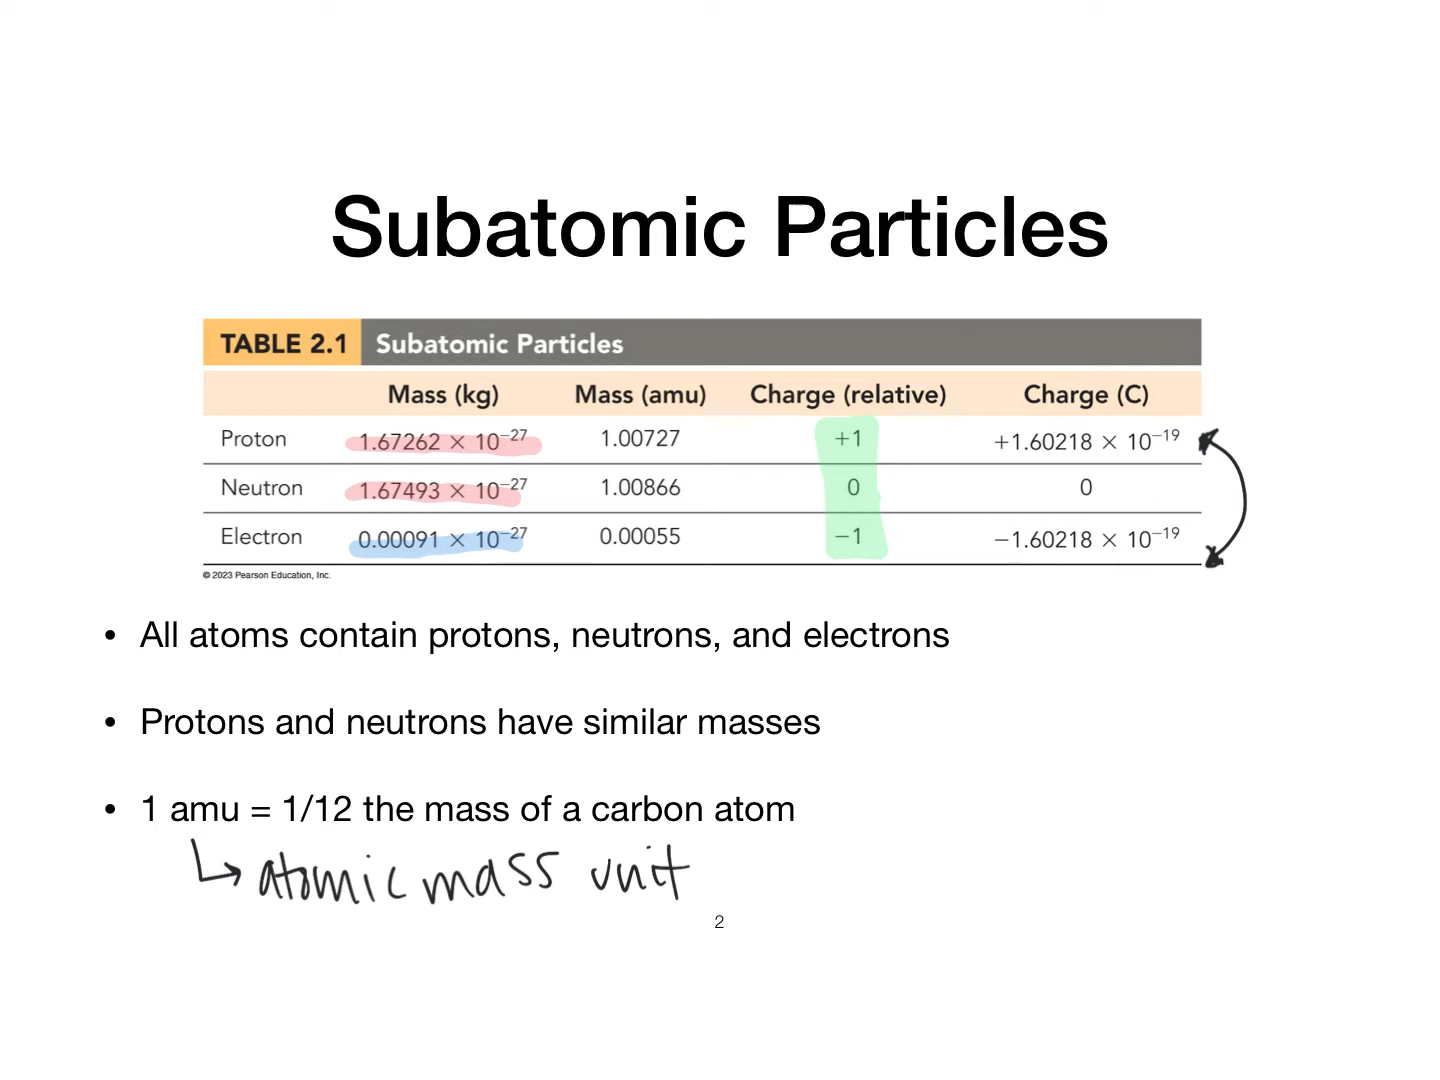 Subatomic Particles
TABLE 2.1 Subatomic Particles
Mass (kg) Mass (amu) Charge (relative) Charge (C)
Proton 1.67262 × 10⁻²⁷ 1.00727 +1 +1.60218 × 10⁻¹⁹
Neutron 1.67493 × 10⁻²⁷ 1.00866 0 0
Electron 0.00091 × 10⁻²⁷ 0.00055 −1 −1.60218 × 10⁻¹⁹
© 2023 Pearson Education, Inc.
• All atoms contain protons, neutrons, and electrons
• Protons and neutrons have similar masses
• 1 amu = 1/12 the mass of a carbon atom
↳ atomic mass unit
2